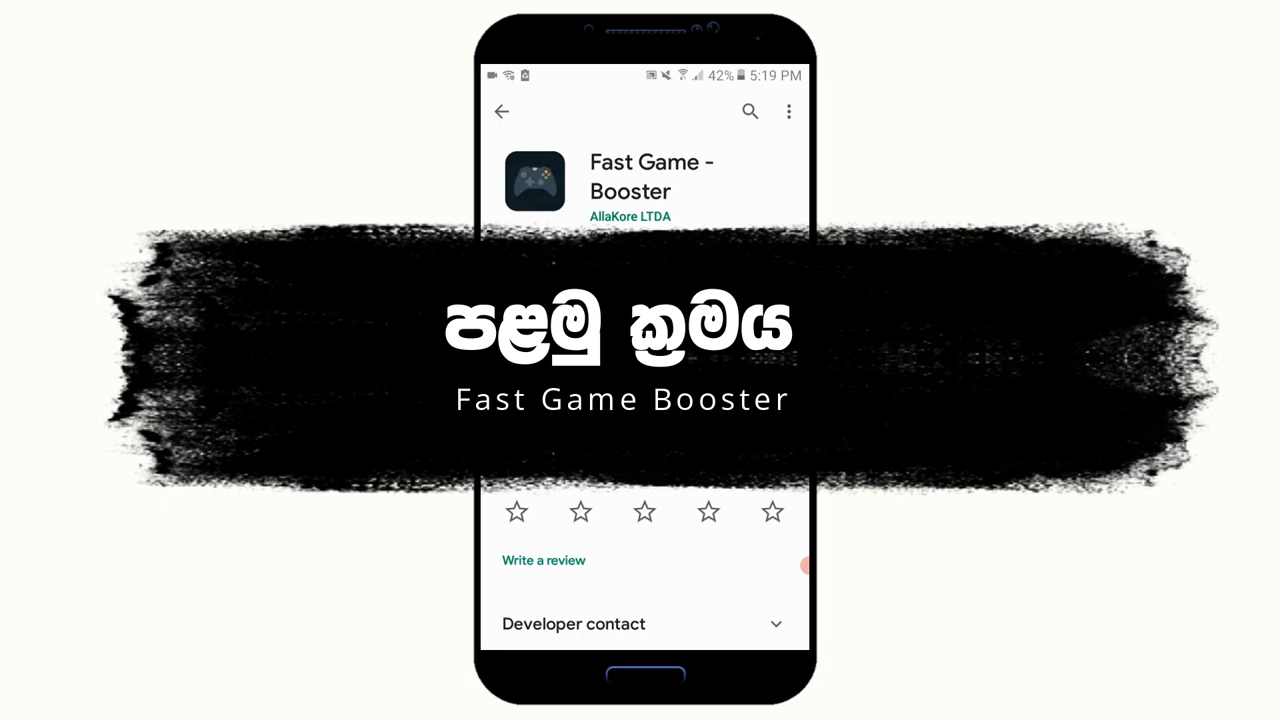 42% 5:19 PM
Fast Game -
Booster
AllaKore LTDA
පළමු ක්‍රමය
Fast Game Booster
Write a review
Developer contact